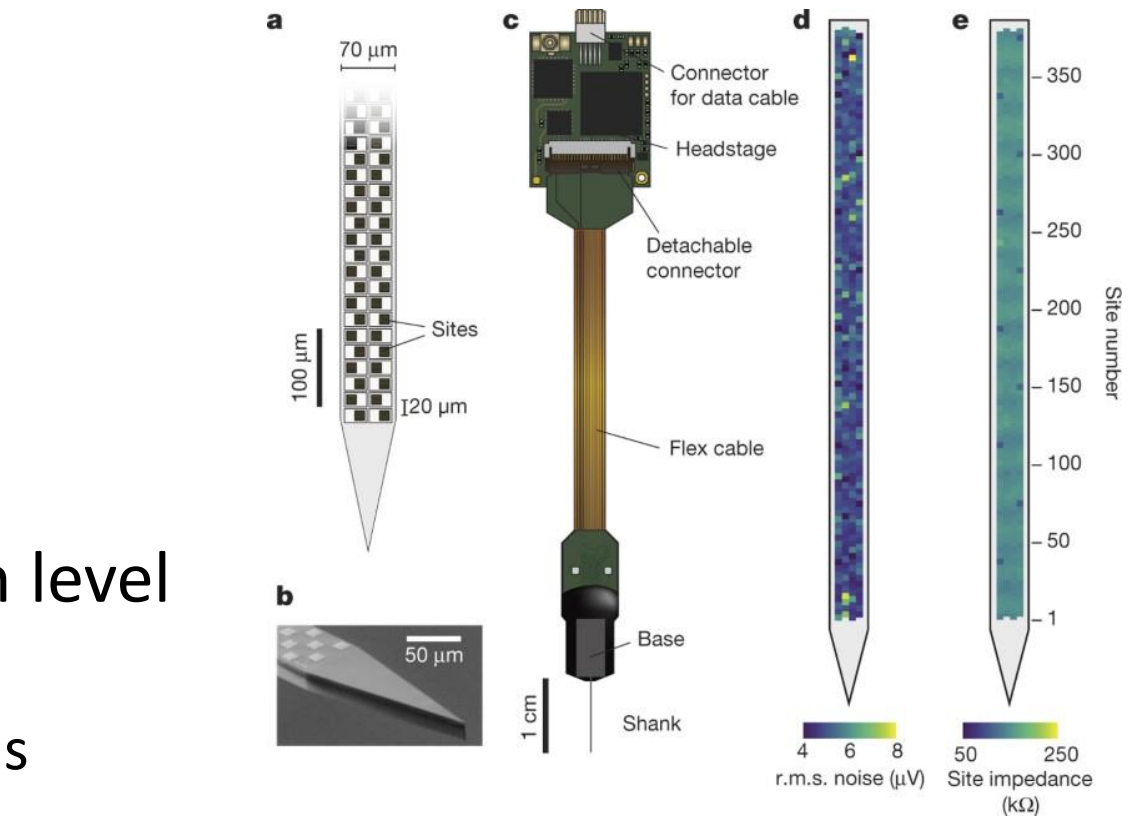 a
70 μm
Sites
100 μm
20 μm
b
50 μm
c
Connector
for data cable
Headstage
Detachable
connector
Flex cable
Base
1 cm
Shank
d
4 6 8
r.m.s. noise (μV)
e
350
300
250
200
150
100
50
1
Site number
50 250
Site impedance
(kΩ)
level
s